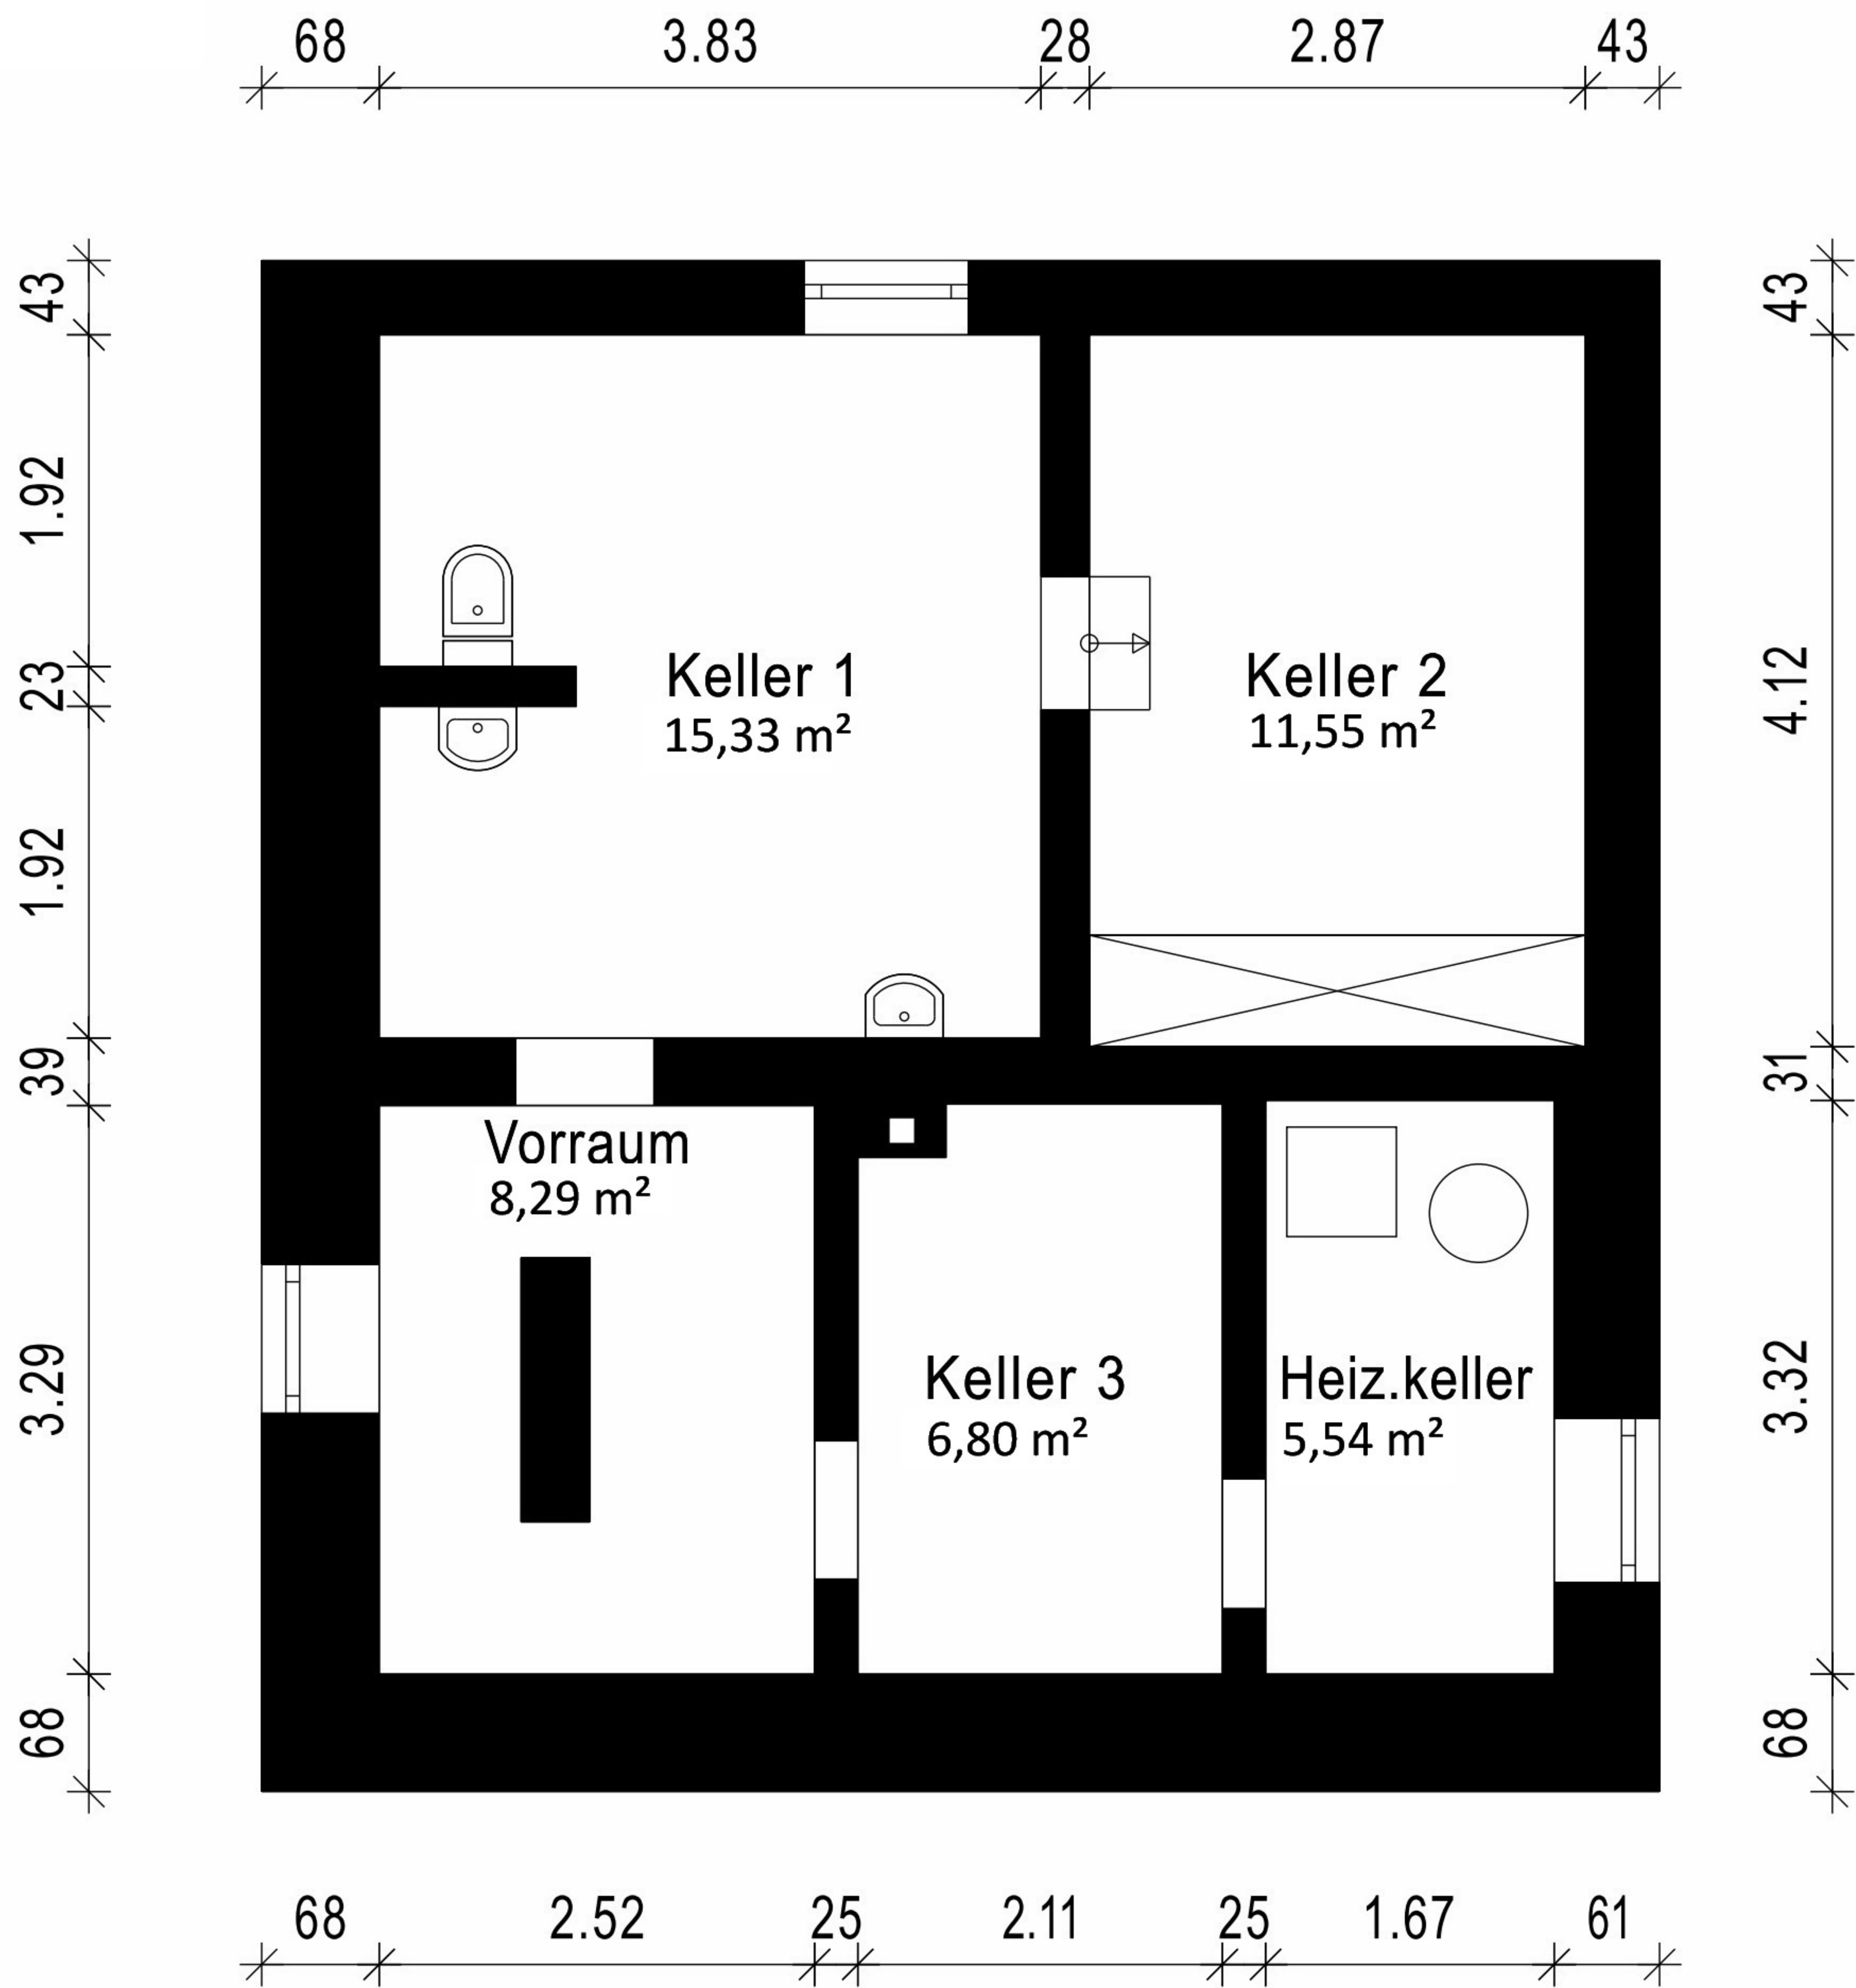 68 3.83 28 2.87 43
43
1.92
23
1.92
39
3.29
68
43
4.12
31
3.32
68
Keller 1
15,33 m²
Keller 2
11,55 m²
Vorraum
8,29 m²
Keller 3
6,80 m²
Heiz.keller
5,54 m²
68 2.52 25 2.11 25 1.67 61